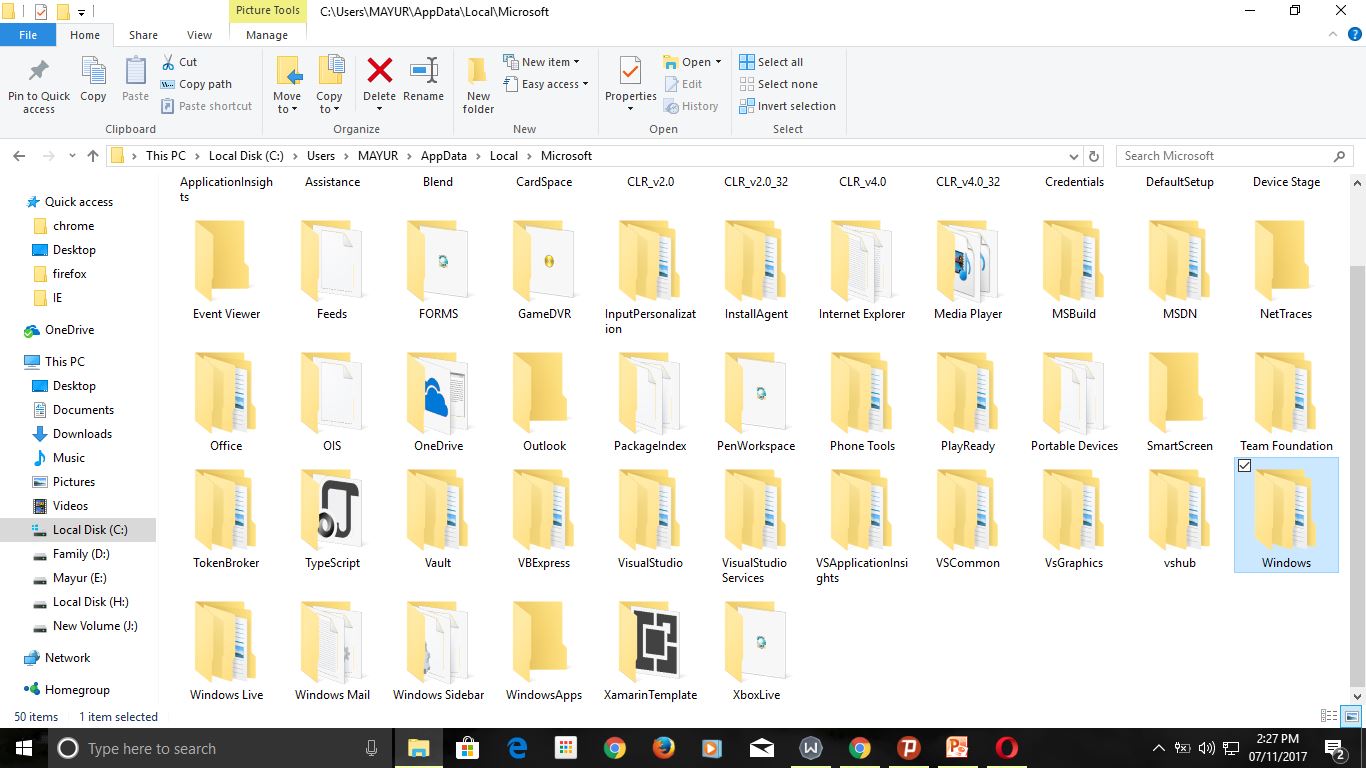 Picture Tools
C:\Users\MAYUR\AppData\Local\Microsoft
File
Home
Share
View
Manage
Pin to Quick
access
Copy
Paste
Cut
Copy path
Paste shortcut
Clipboard
Move
to
Copy
to
Delete
Rename
Organize
New
folder
New item
Easy access
New
Properties
Open
Edit
History
Open
Select all
Select none
Invert selection
Select
This PC
Local Disk (C:)
Users
MAYUR
AppData
Local
Microsoft
Search Microsoft
Quick access
chrome
Desktop
firefox
IE
OneDrive
This PC
Desktop
Documents
Downloads
Music
Pictures
Videos
Local Disk (C:)
Family (D:)
Mayur (E:)
Local Disk (H:)
New Volume (J:)
Network
Homegroup
ApplicationInsigh
ts
Assistance
Blend
CardSpace
CLR_v2.0
CLR_v2.0_32
CLR_v4.0
CLR_v4.0_32
Credentials
DefaultSetup
Device Stage
Event Viewer
Feeds
FORMS
GameDVR
InputPersonalizat
ion
InstallAgent
Internet Explorer
Media Player
MSBuild
MSDN
NetTraces
Office
OIS
OneDrive
Outlook
PackageIndex
PenWorkspace
Phone Tools
PlayReady
Portable Devices
SmartScreen
Team Foundation
TokenBroker
TypeScript
Vault
VBExpress
VisualStudio
VisualStudio
Services
VSApplicationInsi
ghts
VSCommon
VsGraphics
vshub
Windows
Windows Live
Windows Mail
Windows Sidebar
WindowsApps
XamarinTemplate
XboxLive
50 items
1 item selected
Type here to search
2:27 PM
07/11/2017
2